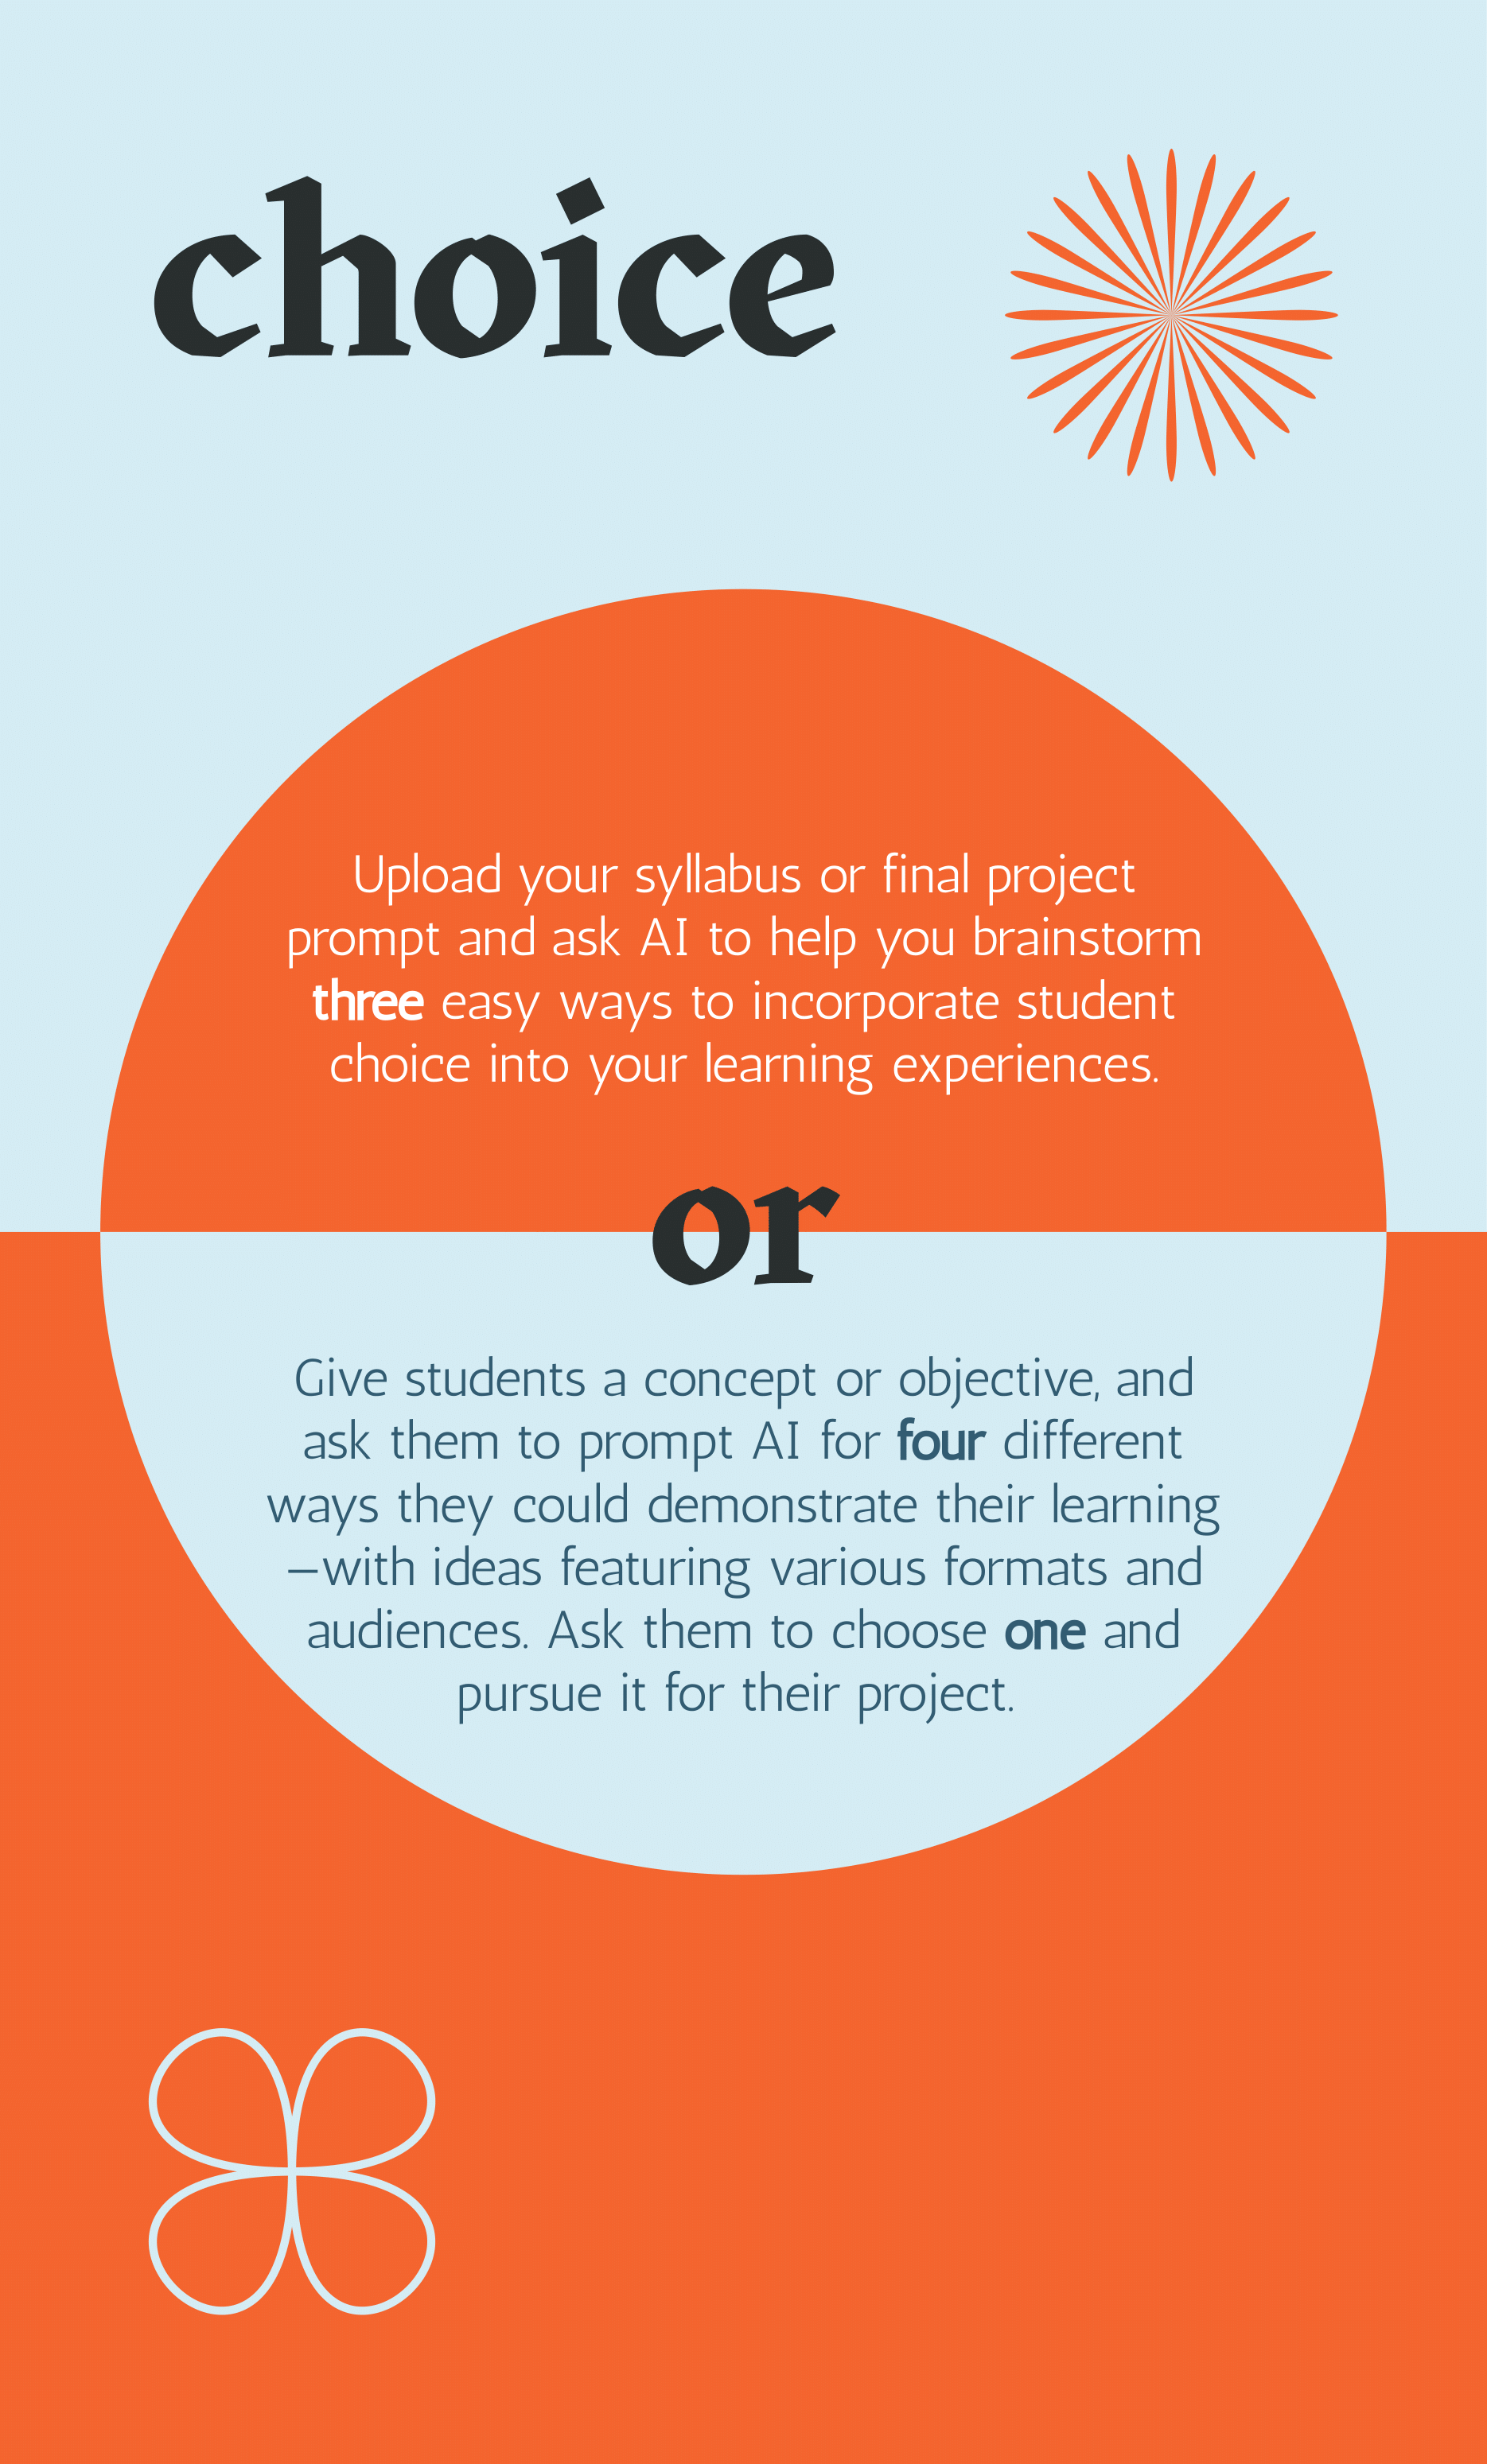 choice
Upload your syllabus or final project
prompt and ask AI to help you brainstorm
three easy ways to incorporate student
choice into your learning experiences.
or
Give students a concept or objective, and
ask them to prompt AI for four different
ways they could demonstrate their learning
—with ideas featuring various formats and
audiences. Ask them to choose one and
pursue it for their project.